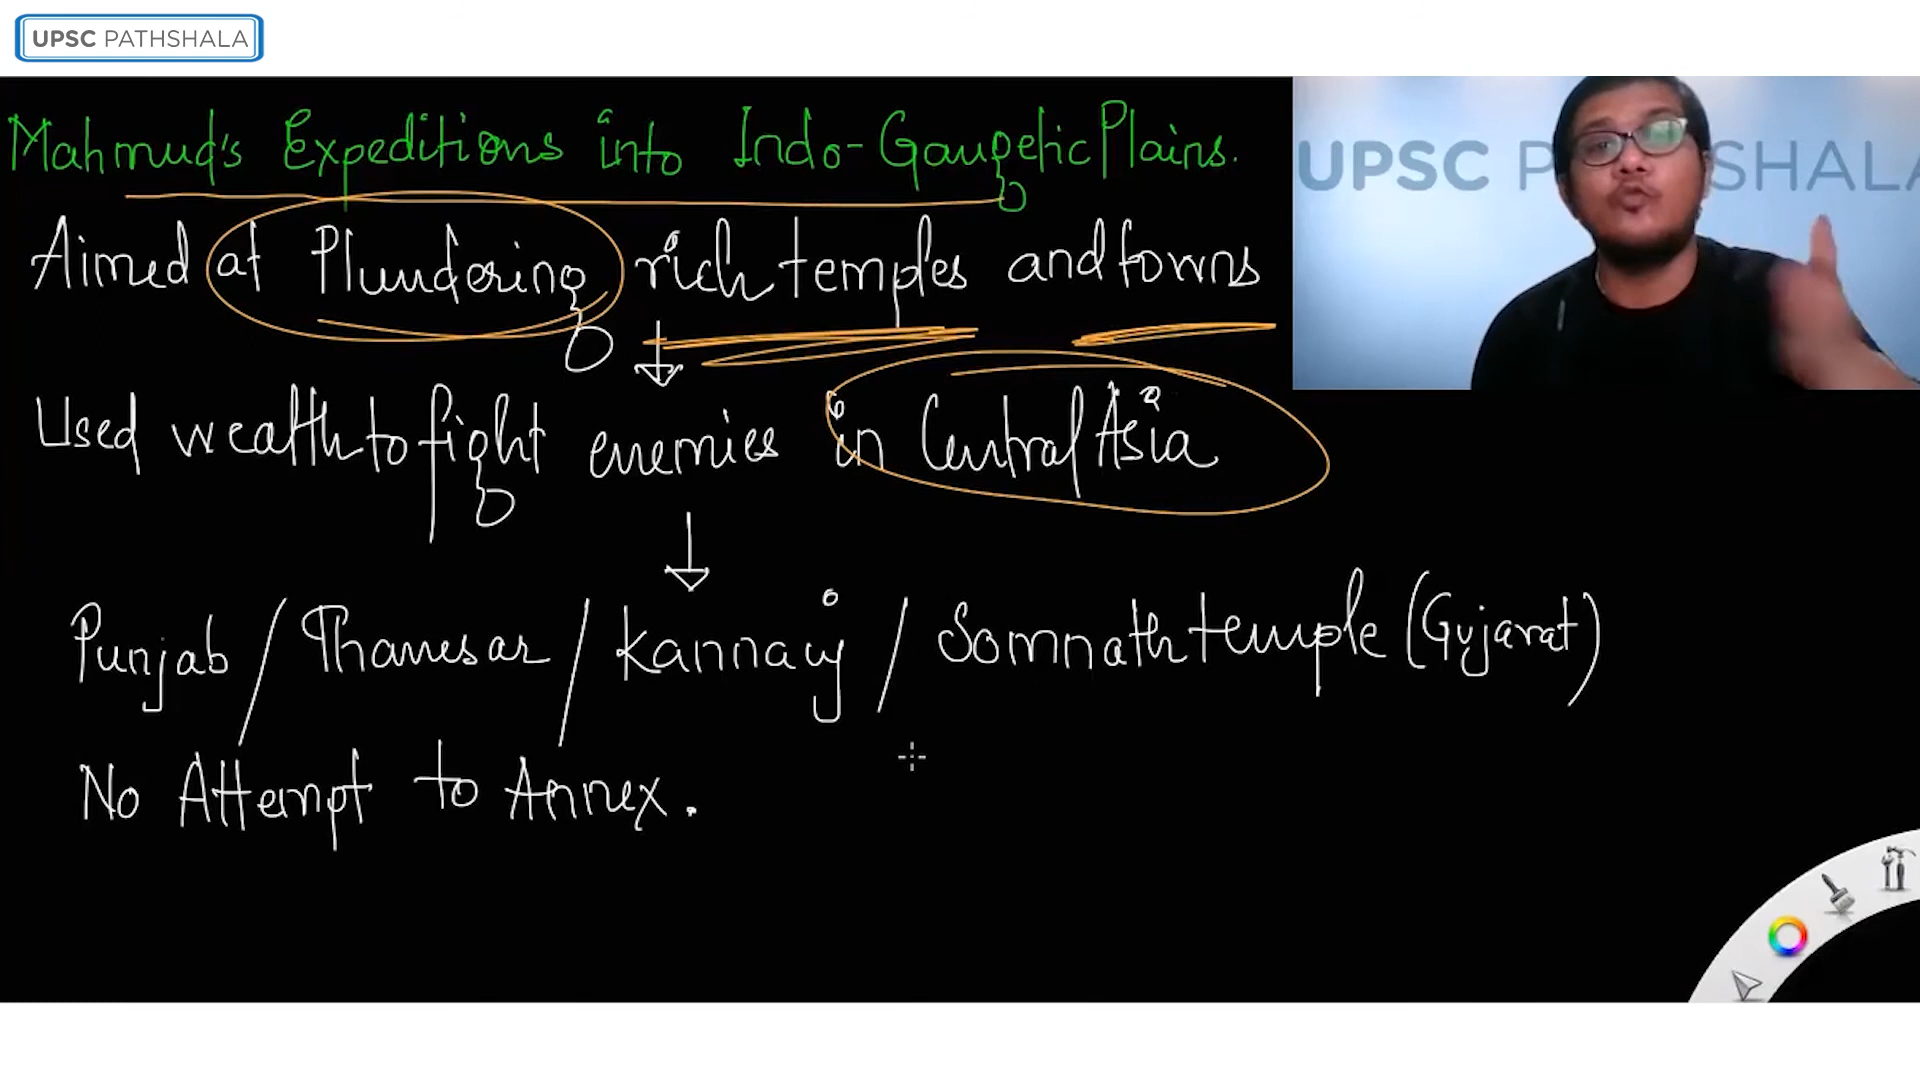 UPSC PATHSHALA
Mahmud's Expeditions into Indo-Gangetic Plains.
UPSC P SHALA
Aimed at Plundering rich temples and towns
Used wealth to fight enemies in Central Asia
Punjab / Thanesar / Kannauj / Somnath temple (Gujarat)
No Attempt to Annex.